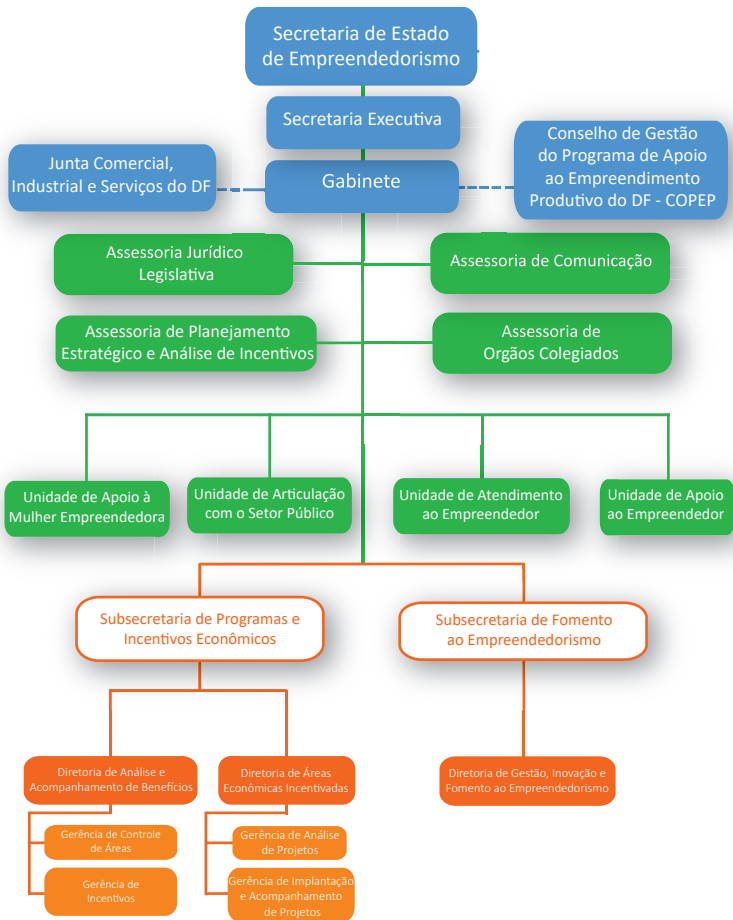 Secretaria de Estado
de Empreendedorismo
Secretaria Executiva
Junta Comercial,
Industrial e Serviços do DF
Gabinete
Conselho de Gestão
do Programa de Apoio
ao Empreendimento
Produtivo do DF - COPEP
Assessoria Jurídico
Legislativa
Assessoria de Comunicação
Assessoria de Planejamento
Estratégico e Análise de Incentivos
Assessoria de
Orgãos Colegiados
Unidade de Apoio à
Mulher Empreendedora
Unidade de Articulação
com o Setor Público
Unidade de Atendimento
ao Empreendedor
Unidade de Apoio
ao Empreendedor
Subsecretaria de Programas e
Incentivos Econômicos
Subsecretaria de Fomento
ao Empreendedorismo
Diretoria de Análise e
Acompanhamento de Benefícios
Diretoria de Áreas
Econômicas Incentivadas
Diretoria de Gestão, Inovação e
Fomento ao Empreendedorismo
Gerência de Controle
de Áreas
Gerência de Análise
de Projetos
Gerência de
Incentivos
Gerência de Implantação
e Acompanhamento
de Projetos